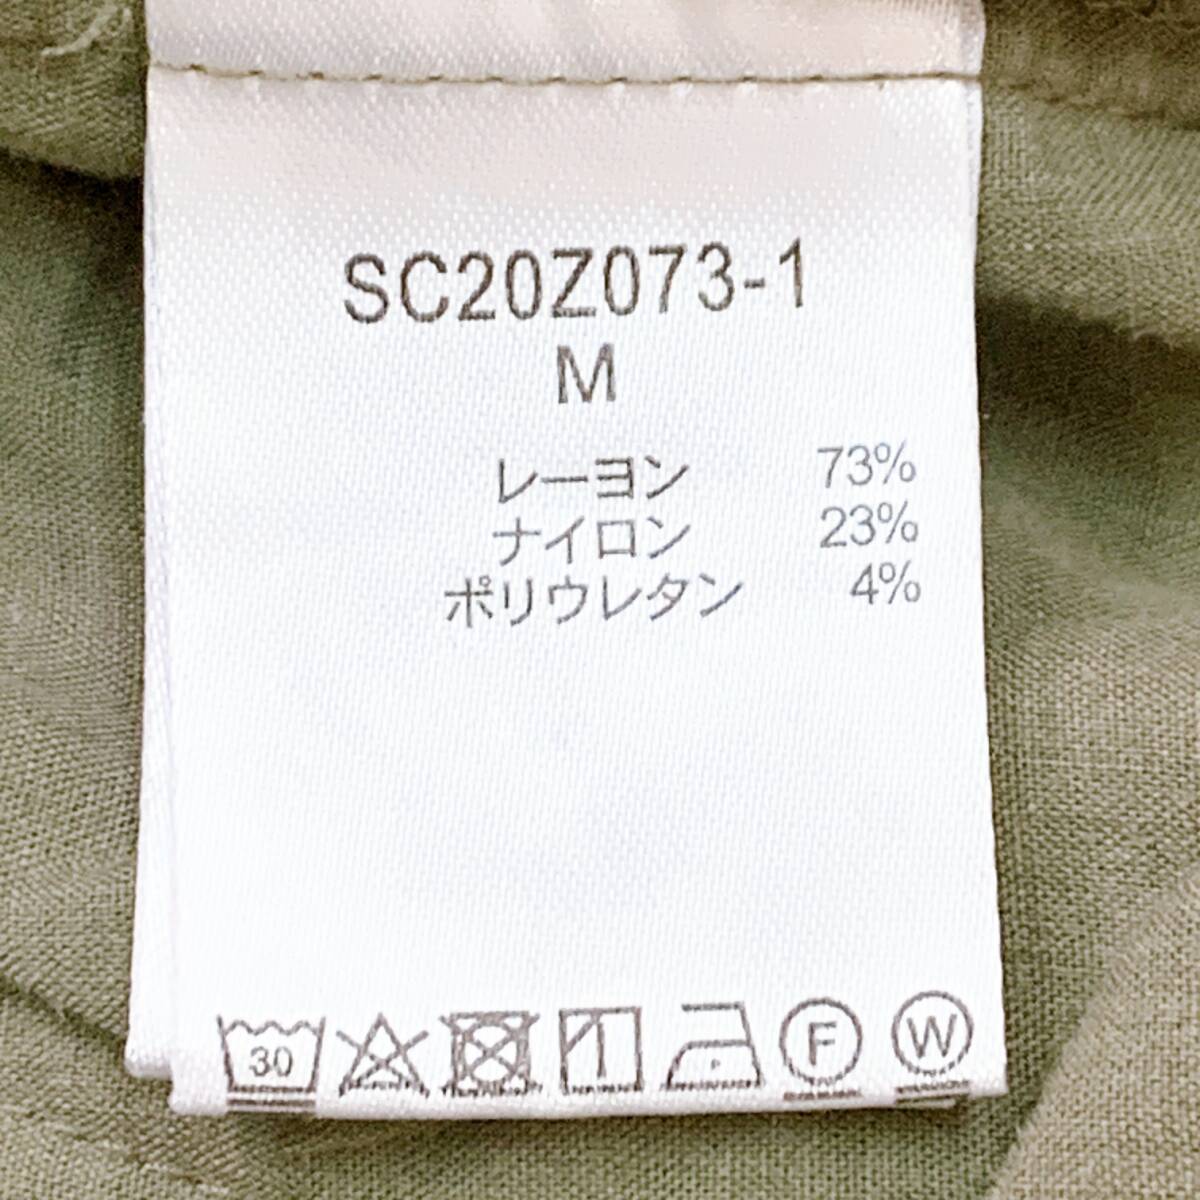 SC20Z073-1
M
レーヨン 73%
ナイロン 23%
ポリウレタン 4%
30 F W